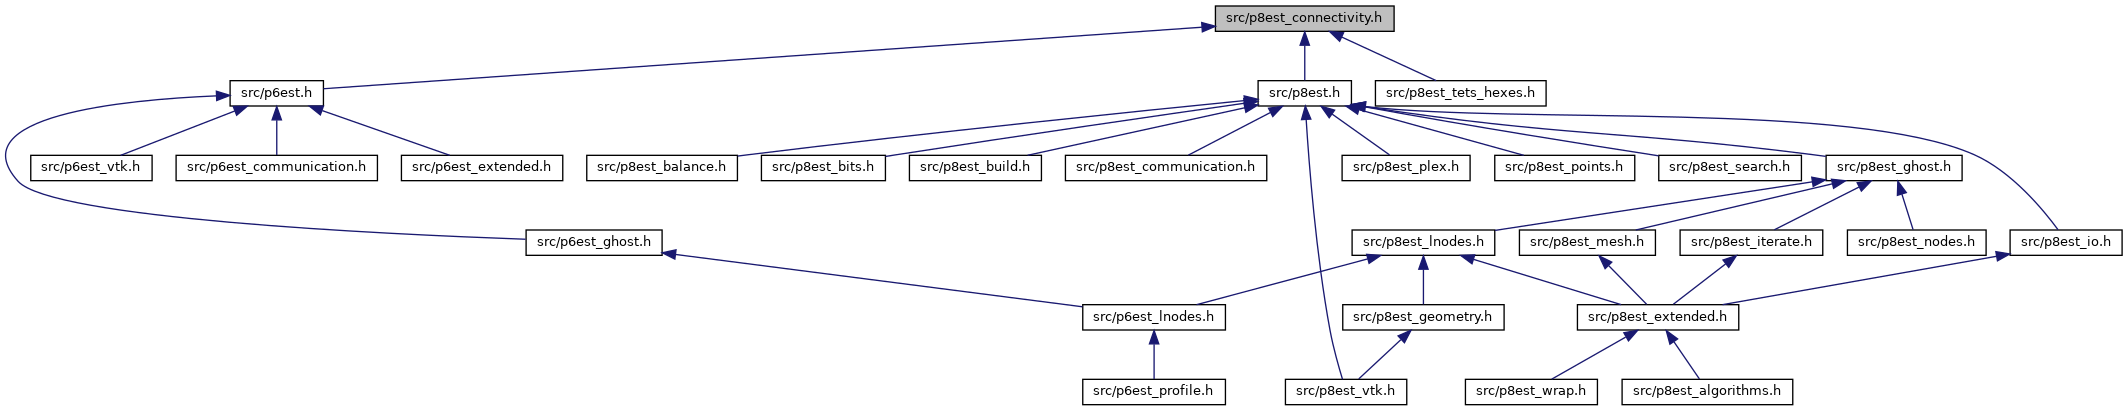 src/p8est_connectivity.h
src/p6est.h
src/p8est.h
src/p8est_tets_hexes.h
src/p6est_vtk.h
src/p6est_communication.h
src/p6est_extended.h
src/p8est_balance.h
src/p8est_bits.h
src/p8est_build.h
src/p8est_communication.h
src/p8est_plex.h
src/p8est_points.h
src/p8est_search.h
src/p8est_ghost.h
src/p6est_ghost.h
src/p8est_lnodes.h
src/p8est_mesh.h
src/p8est_iterate.h
src/p8est_nodes.h
src/p8est_io.h
src/p6est_lnodes.h
src/p8est_geometry.h
src/p8est_extended.h
src/p6est_profile.h
src/p8est_vtk.h
src/p8est_wrap.h
src/p8est_algorithms.h